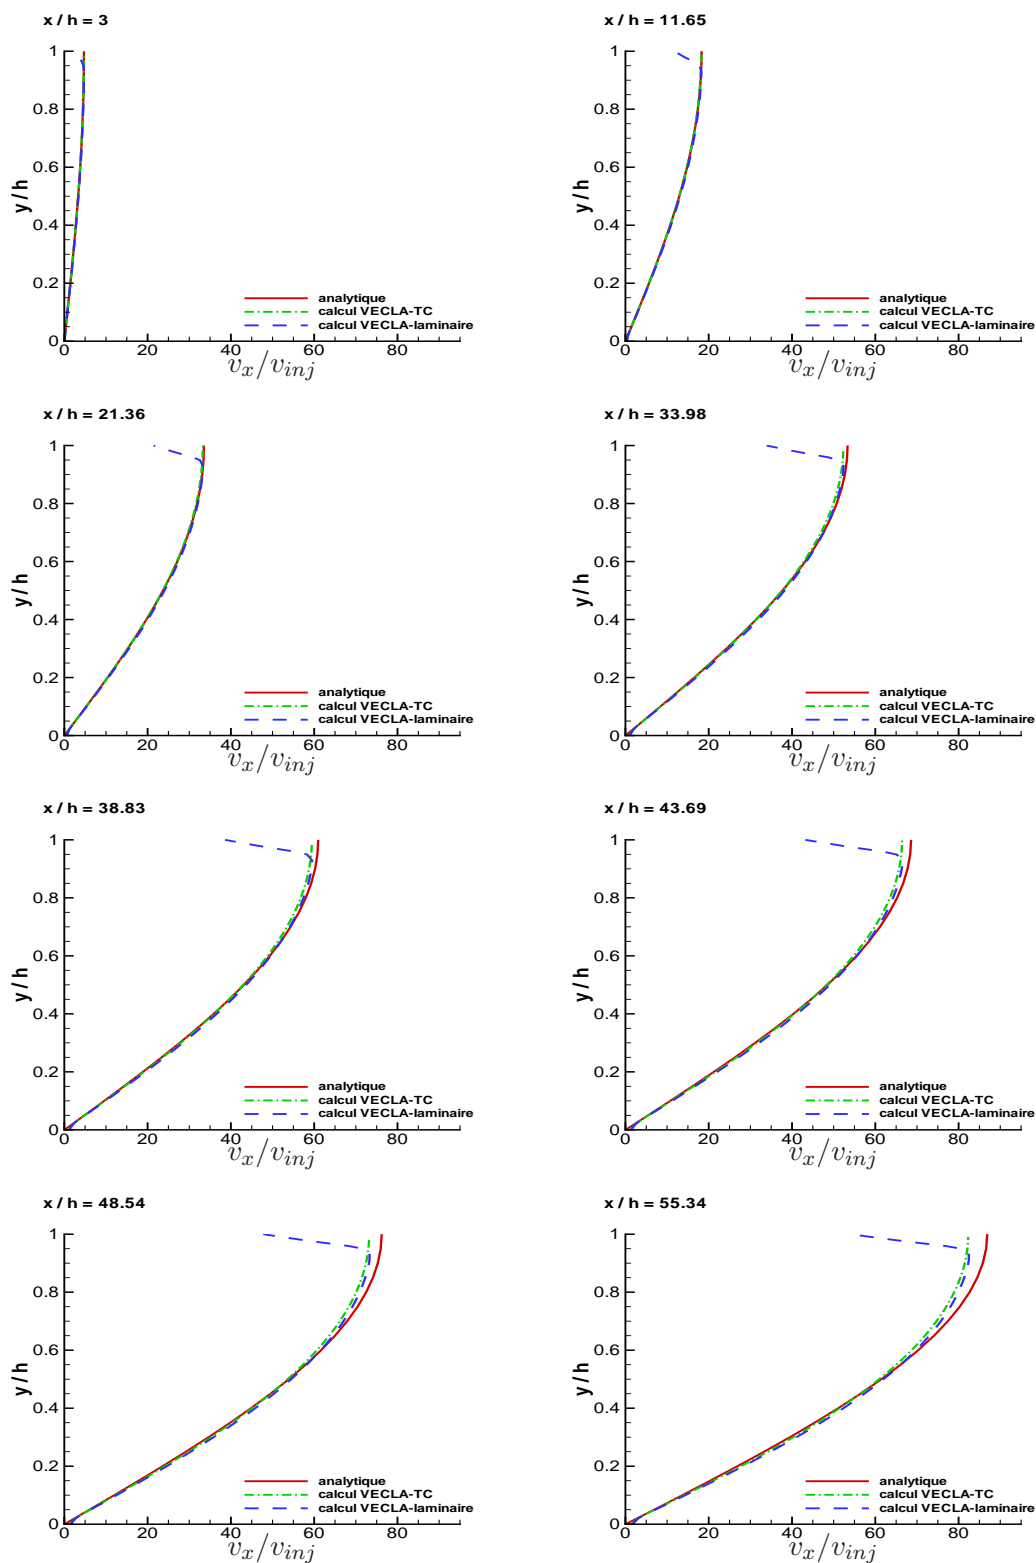 x / h = 3
x / h = 11.65
1
0.8
0.6
0.4
0.2
0
y / h
analytique
calcul VECLA-TC
calcul VECLA-laminaire
0 20 40 60 80
v_x/v_inj
1
0.8
0.6
0.4
0.2
0
y / h
analytique
calcul VECLA-TC
calcul VECLA-laminaire
0 20 40 60 80
v_x/v_inj
x / h = 21.36
x / h = 33.98
1
0.8
0.6
0.4
0.2
0
y / h
analytique
calcul VECLA-TC
calcul VECLA-laminaire
0 20 40 60 80
v_x/v_inj
1
0.8
0.6
0.4
0.2
0
y / h
analytique
calcul VECLA-TC
calcul VECLA-laminaire
0 20 40 60 80
v_x/v_inj
x / h = 38.83
x / h = 43.69
1
0.8
0.6
0.4
0.2
0
y / h
analytique
calcul VECLA-TC
calcul VECLA-laminaire
0 20 40 60 80
v_x/v_inj
1
0.8
0.6
0.4
0.2
0
y / h
analytique
calcul VECLA-TC
calcul VECLA-laminaire
0 20 40 60 80
v_x/v_inj
x / h = 48.54
x / h = 55.34
1
0.8
0.6
0.4
0.2
0
y / h
analytique
calcul VECLA-TC
calcul VECLA-laminaire
0 20 40 60 80
v_x/v_inj
1
0.8
0.6
0.4
0.2
0
y / h
analytique
calcul VECLA-TC
calcul VECLA-laminaire
0 20 40 60 80
v_x/v_inj